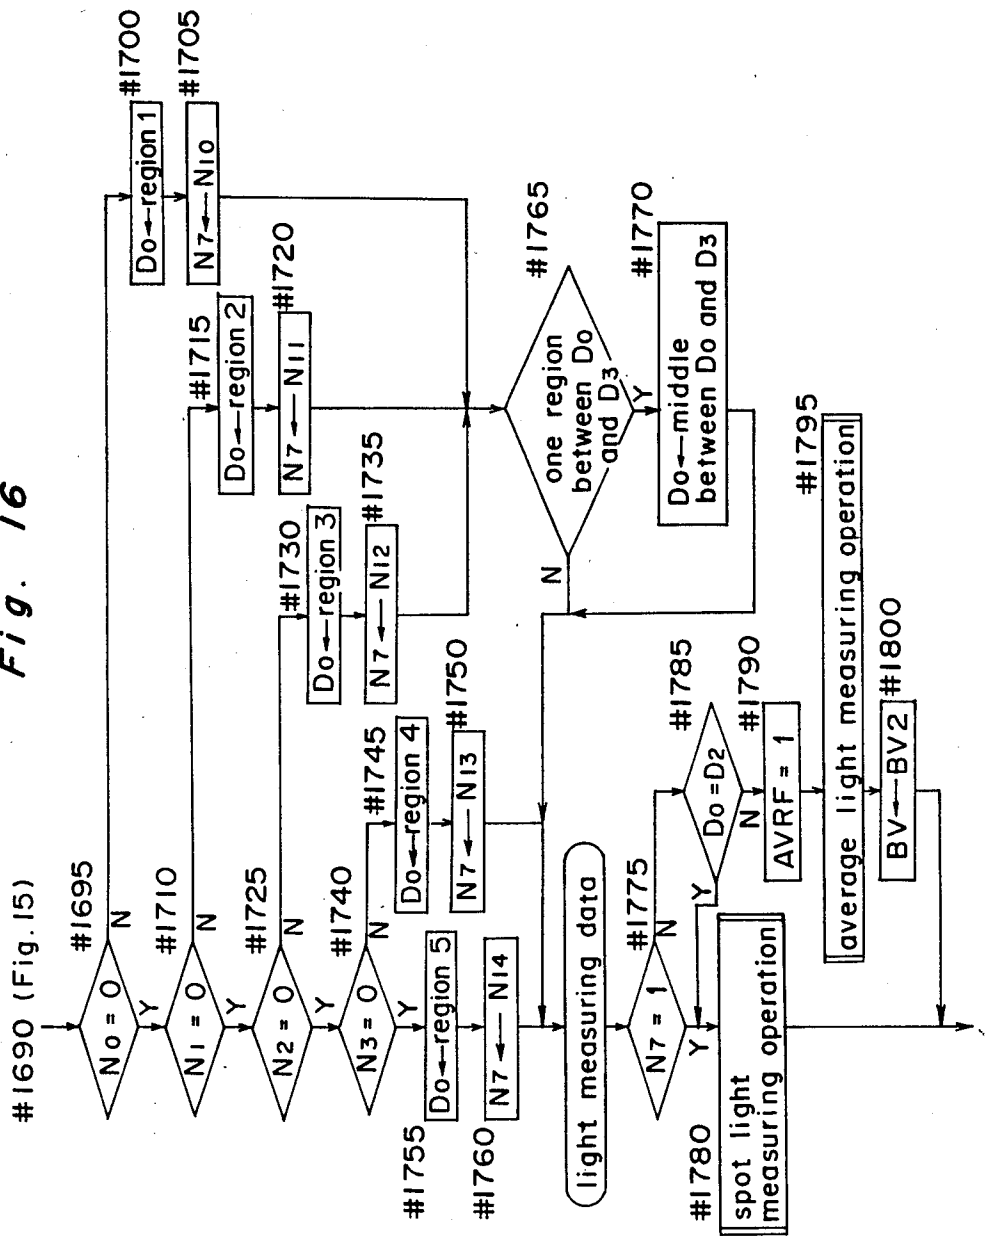 Fig. 16
#1690 (Fig. 15)
#1695
No = 0
N
Y
#1700
Do←region 1
#1705
N7←N10
#1710
N1 = 0
N
Y
#1715
Do←region 2
#1720
N7←N11
#1725
N2 = 0
N
Y
#1730
Do←region 3
#1735
N7←N12
#1740
N3 = 0
N
Y
#1745
Do←region 4
#1750
N7←N13
#1755
Do←region 5
#1760
N7←N14
#1765
one region
between Do
and D3
N
Y
#1770
Do←middle
between Do and D3
light measuring data
#1775
N7 = 1
N
Y
#1780
spot light
measuring operation
#1785
Do = D2
Y
N
#1790
AVRF = 1
#1795
average light measuring operation
#1800
BV←BV2